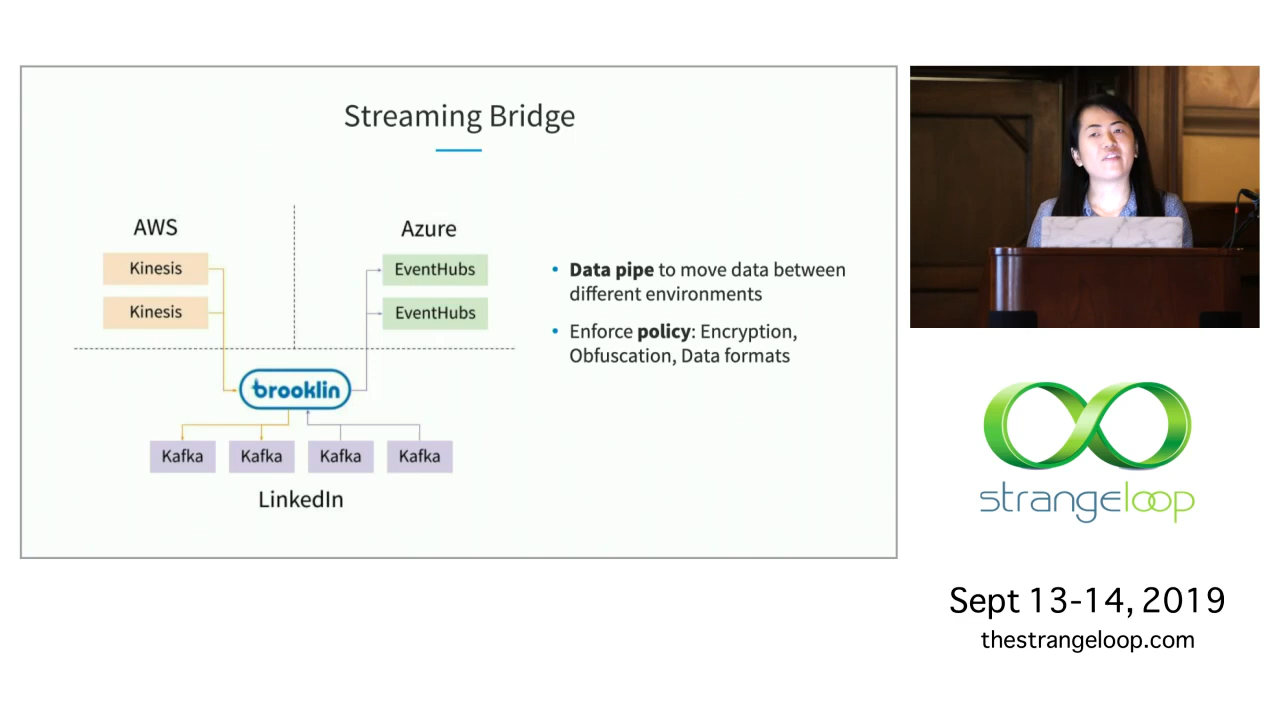 Streaming Bridge
AWS
Azure
Kinesis
EventHubs
Kinesis
EventHubs
brooklin
Kafka
Kafka
Kafka
Kafka
LinkedIn
• Data pipe to move data between
different environments
• Enforce policy: Encryption,
Obfuscation, Data formats
strangeloop
Sept 13-14, 2019
thestrangeloop.com